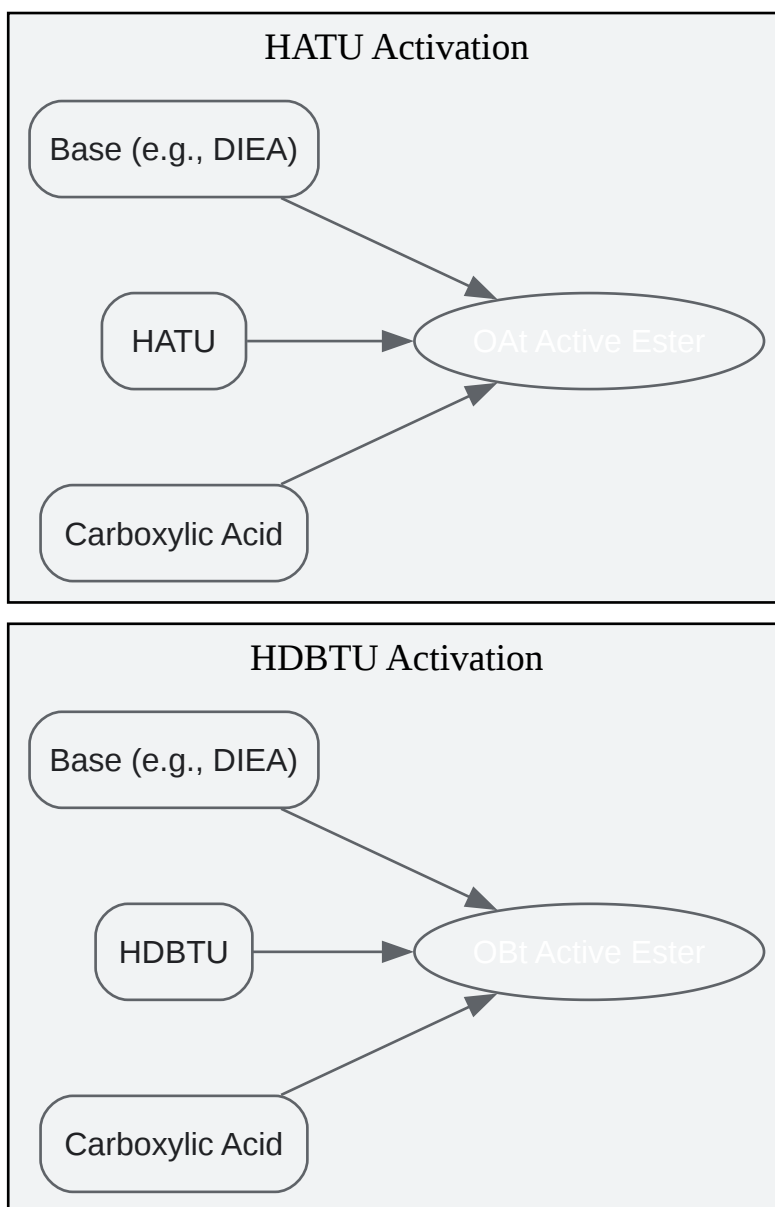 HATU Activation
Base (e.g., DIEA)
HATU
OAt Active Ester
Carboxylic Acid
HDBTU Activation
Base (e.g., DIEA)
HDBTU
OBt Active Ester
Carboxylic Acid